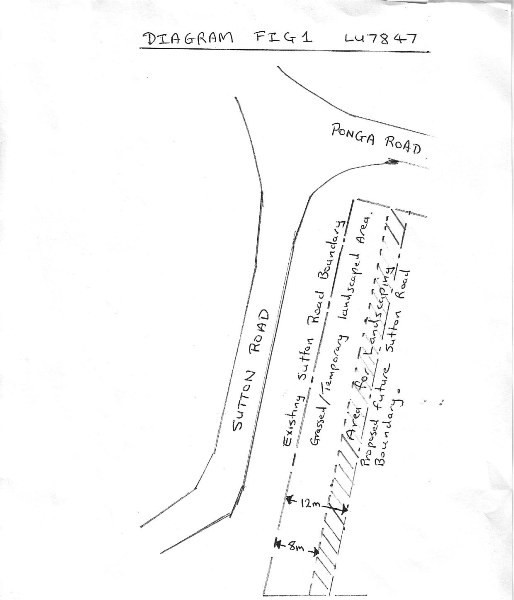 DIAGRAM FIG1 LU7847
PONGA ROAD
SUTTON ROAD
Existing Sutton Road Boundary
Grassed/Temporary landscaped Area.
Area for Landscaping
Proposed future Sutton Road
Boundary.
12m
8m